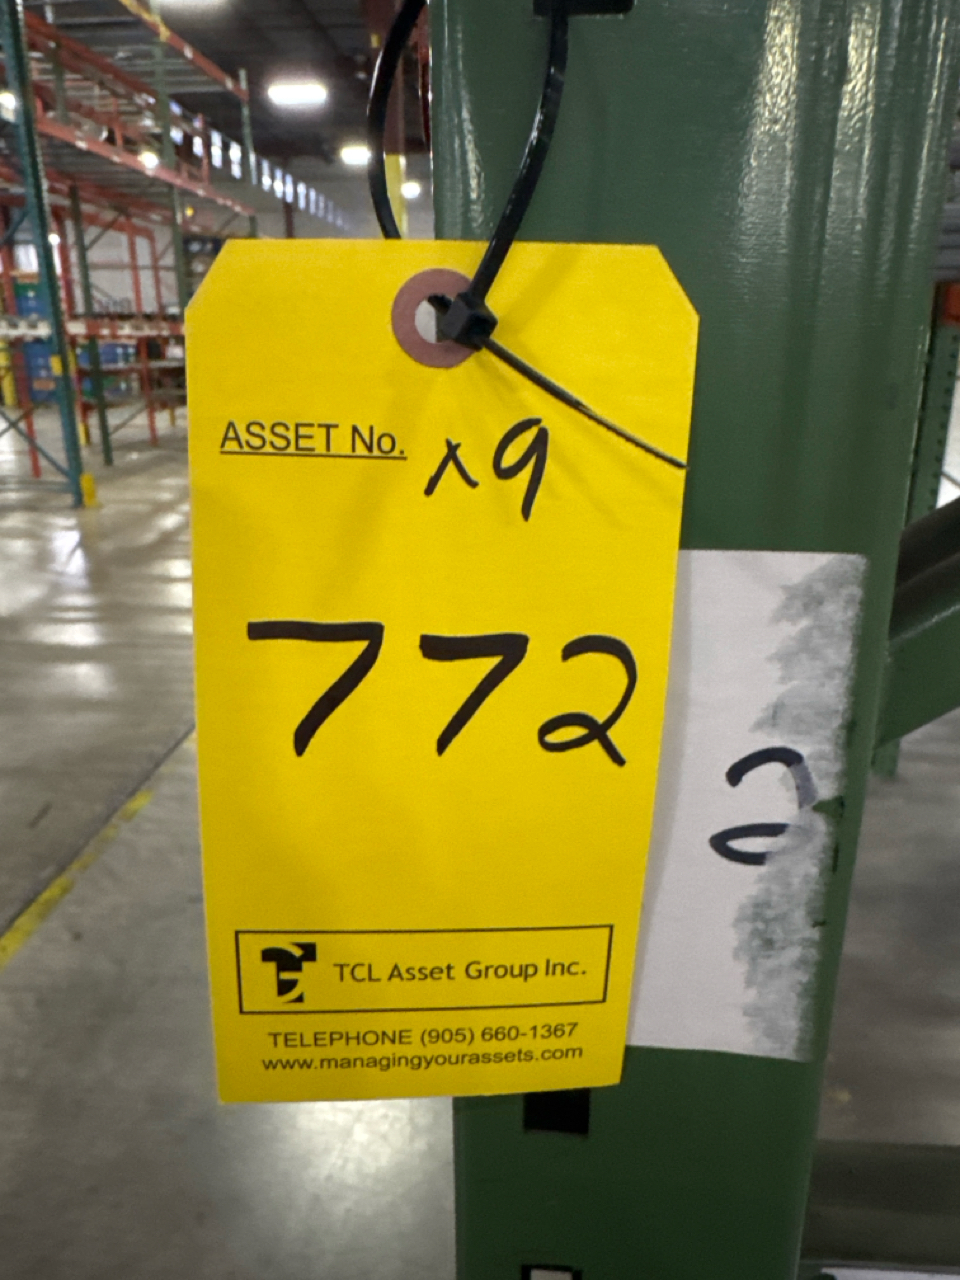 ASSET No. x9
772
2
TCL Asset Group Inc.
TELEPHONE (905) 660-1367
www.managingyourassets.com